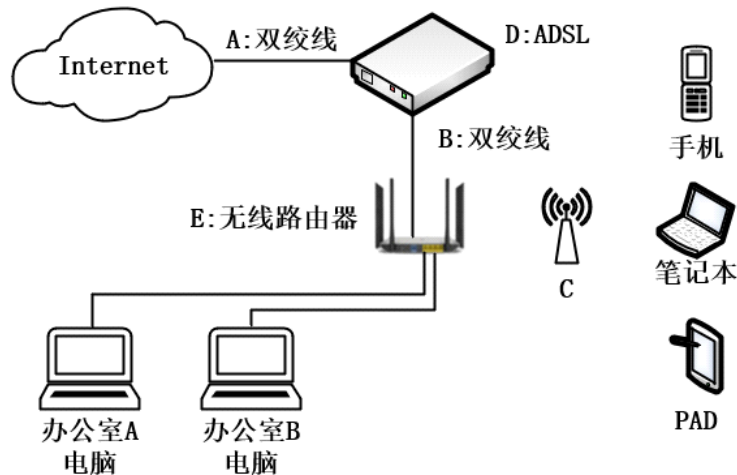 A:双绞线
D:ADSL
Internet
B:双绞线
手机
E:无线路由器
C
笔记本
办公室A
电脑
办公室B
电脑
PAD